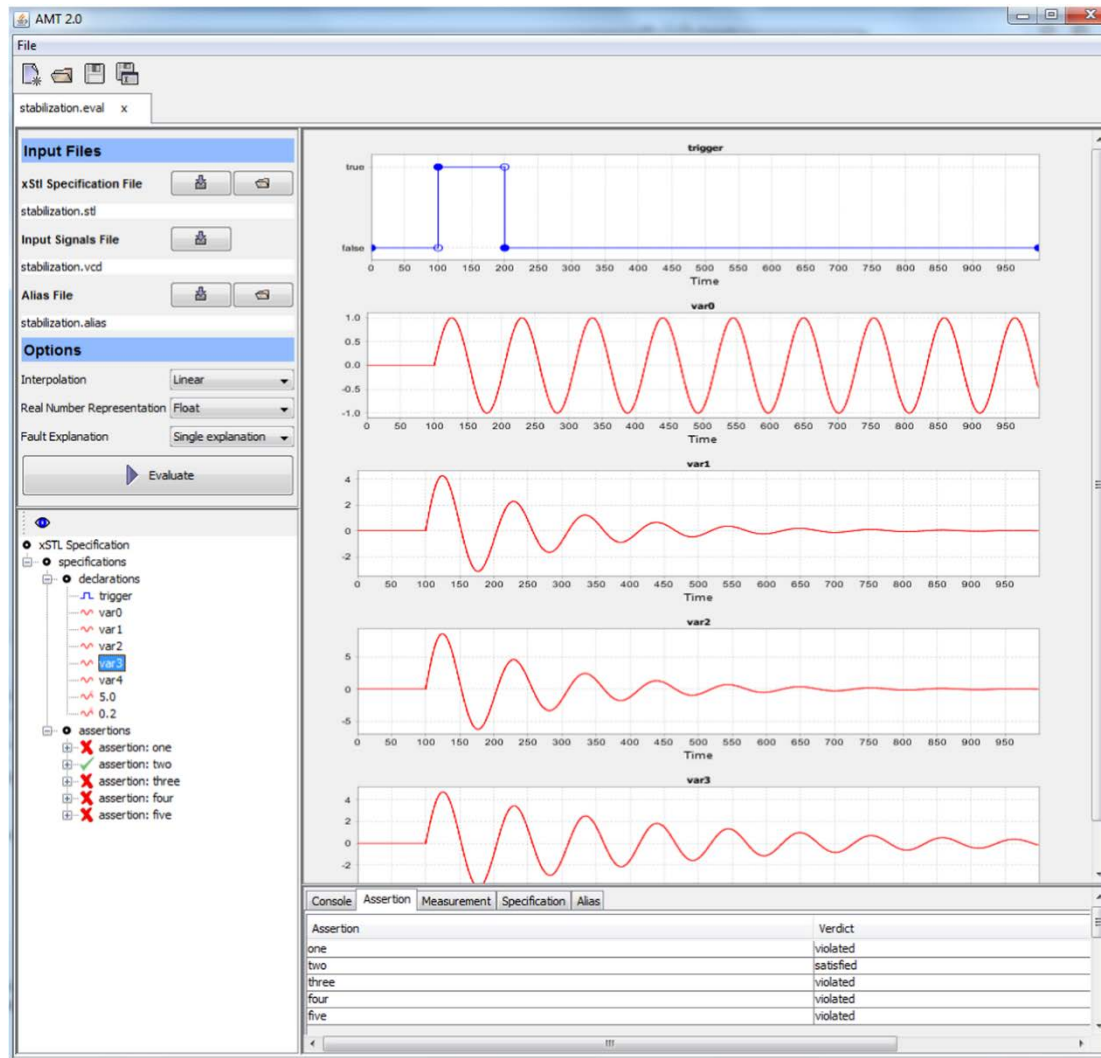 AMT 2.0
File
stabilization.eval x
Input Files
xStl Specification File
stabilization.stl
Input Signals File
stabilization.vcd
Alias File
stabilization.alias
Options
Interpolation Linear
Real Number Representation Float
Fault Explanation Single explanation
Evaluate
xSTL Specification
specifications
declarations
trigger
var0
var1
var2
var3
var4
5.0
0.2
assertions
assertion: one
assertion: two
assertion: three
assertion: four
assertion: five
trigger
true
false
0 50 100 150 200 250 300 350 400 450 500 550 600 650 700 750 800 850 900 950
Time
var0
1.0
0.5
0.0
-0.5
-1.0
0 50 100 150 200 250 300 350 400 450 500 550 600 650 700 750 800 850 900 950
Time
var1
4
2
0
-2
0 50 100 150 200 250 300 350 400 450 500 550 600 650 700 750 800 850 900 950
Time
var2
5
0
-5
0 50 100 150 200 250 300 350 400 450 500 550 600 650 700 750 800 850 900 950
Time
var3
4
2
0
-2
Console Assertion Measurement Specification Alias
Assertion Verdict
one violated
two satisfied
three violated
four violated
five violated